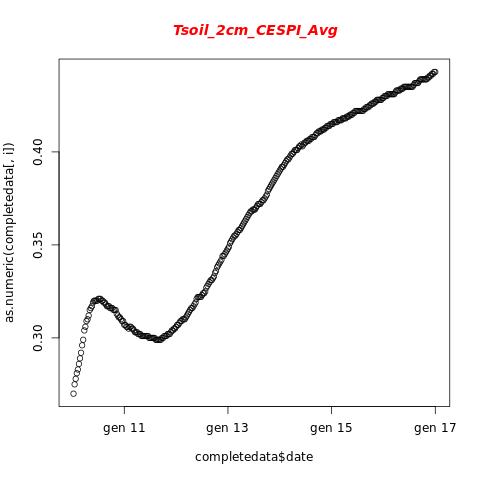 Tsoil_2cm_CESPI_Avg
as.numeric(completedata[, i])
0.40
0.35
0.30
gen 11 gen 13 gen 15 gen 17
completedata$date